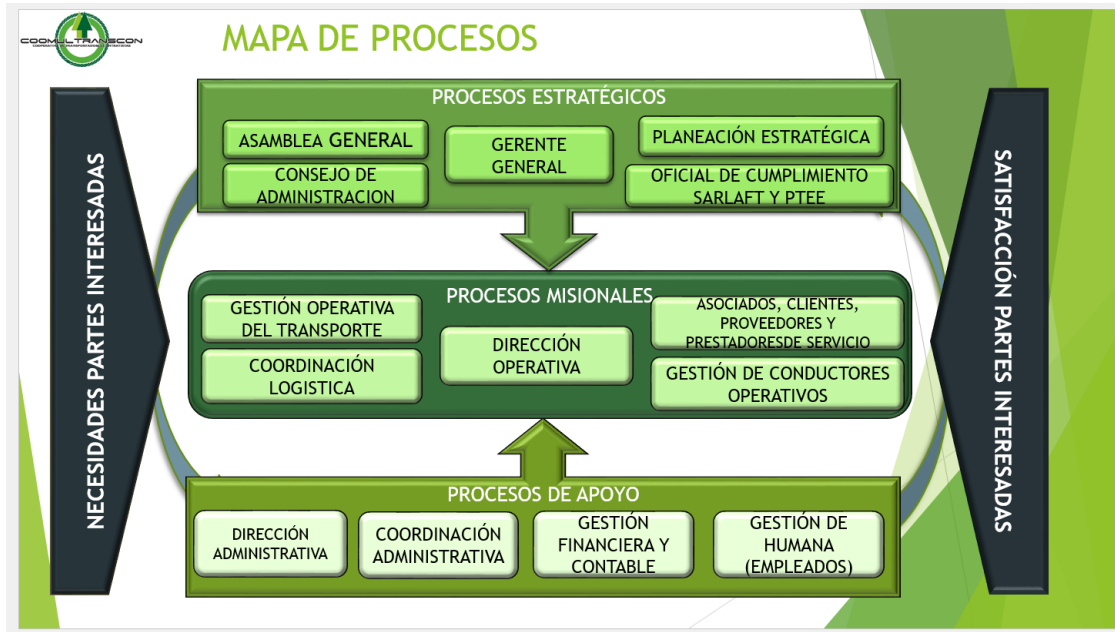 COOMULTRANSCON
MAPA DE PROCESOS
NECESIDADES PARTES INTERESADAS
PROCESOS ESTRATÉGICOS
ASAMBLEA GENERAL
CONSEJO DE
ADMINISTRACION
GERENTE
GENERAL
PLANEACIÓN ESTRATÉGICA
OFICIAL DE CUMPLIMIENTO
SARLAFT Y PTEE
PROCESOS MISIONALES
GESTIÓN OPERATIVA
DEL TRANSPORTE
COORDINACIÓN
LOGISTICA
DIRECCIÓN
OPERATIVA
ASOCIADOS, CLIENTES,
PROVEEDORES Y
PRESTADORESDE SERVICIO
GESTIÓN DE CONDUCTORES
OPERATIVOS
PROCESOS DE APOYO
DIRECCIÓN
ADMINISTRATIVA
COORDINACIÓN
ADMINISTRATIVA
GESTIÓN
FINANCIERA Y
CONTABLE
GESTIÓN DE
HUMANA
(EMPLEADOS)
SATISFACCIÓN PARTES INTERESADAS